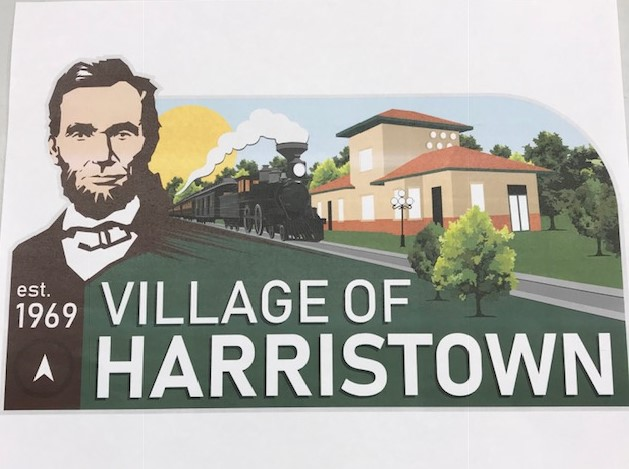 est.
1969
VILLAGE OF
HARRISTOWN